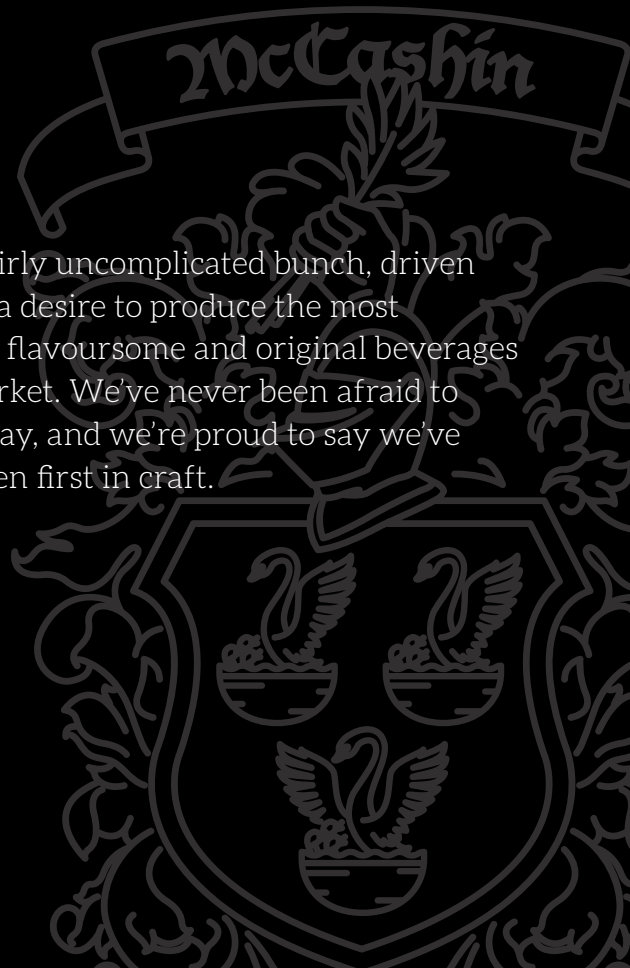 McCashin
irly uncomplicated bunch, driven
a desire to produce the most
flavoursome and original beverages
rket. We’ve never been afraid to
ay, and we’re proud to say we’ve
en first in craft.